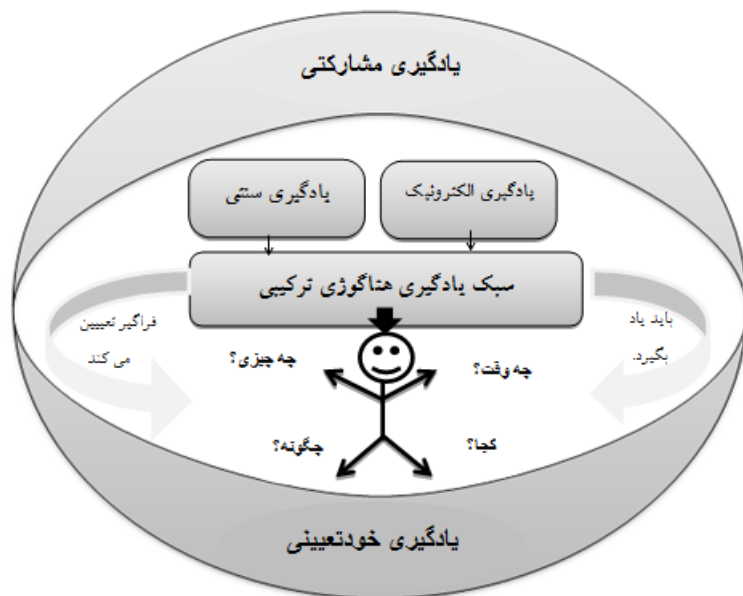 یادگیری مشارکتی
یادگیری الکترونیک
یادگیری سنتی
سبک یادگیری هتاگوژی ترکیبی
فراگیر تعییین
می کند
چه چیزی؟
چه وقت؟
باید یاد
بگیرد.
چگونه؟
کجا؟
یادگیری خودتعیینی